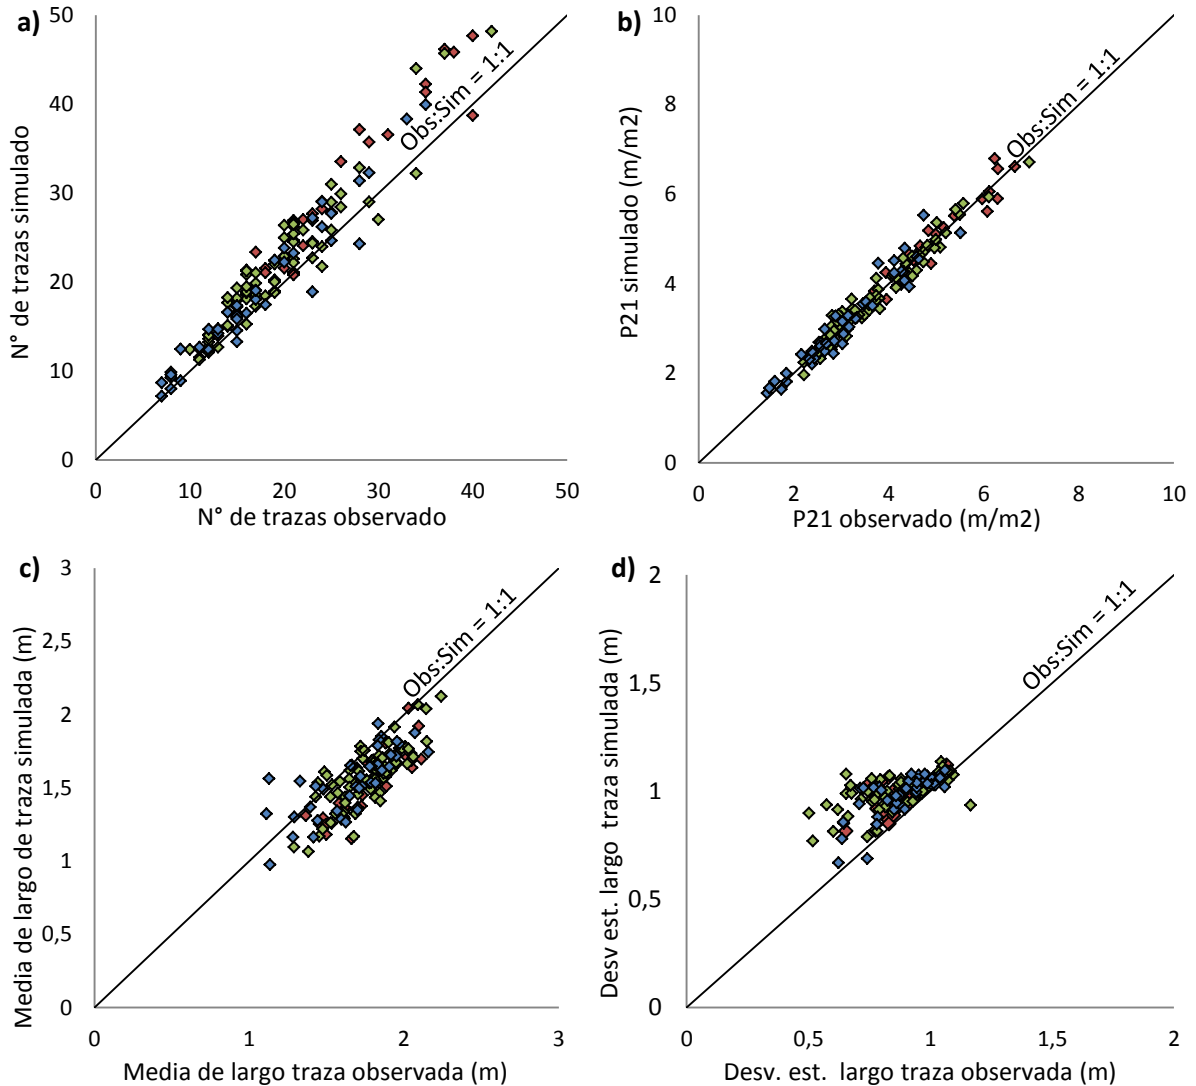 a)
50
40
30
20
10
0
N° de trazas simulado
Obs:Sim = 1:1
0 10 20 30 40 50
N° de trazas observado
b)
10
8
6
4
2
0
P21 simulado (m/m2)
Obs:Sim = 1:1
0 2 4 6 8 10
P21 observado (m/m2)
c)
3
2,5
2
1,5
1
0,5
0
Media de largo de traza simulada (m)
Obs:Sim = 1:1
0 1 2 3
Media de largo traza observada (m)
d)
2
1,5
1
0,5
0
Desv est. largo traza simulada (m)
Obs:Sim = 1:1
0 0,5 1 1,5 2
Desv. est. largo traza observada (m)